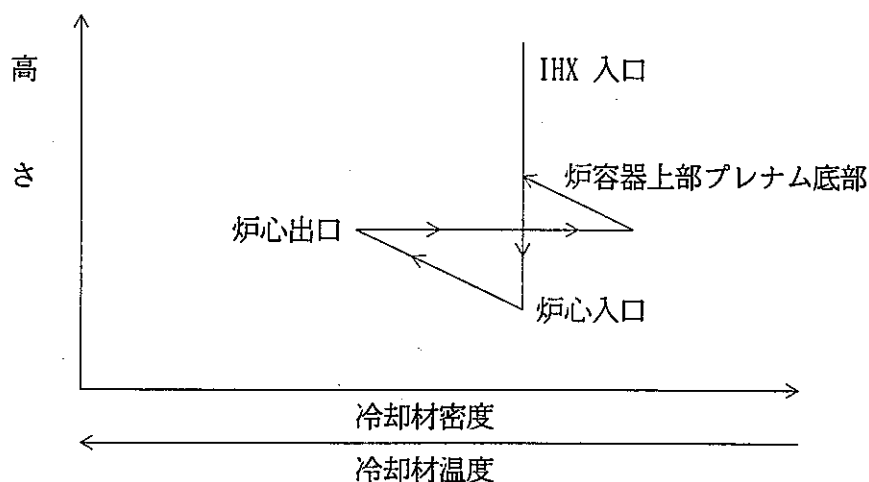 高
さ
IHX 入口
炉容器上部プレナム底部
炉心出口
炉心入口
冷却材密度
冷却材温度